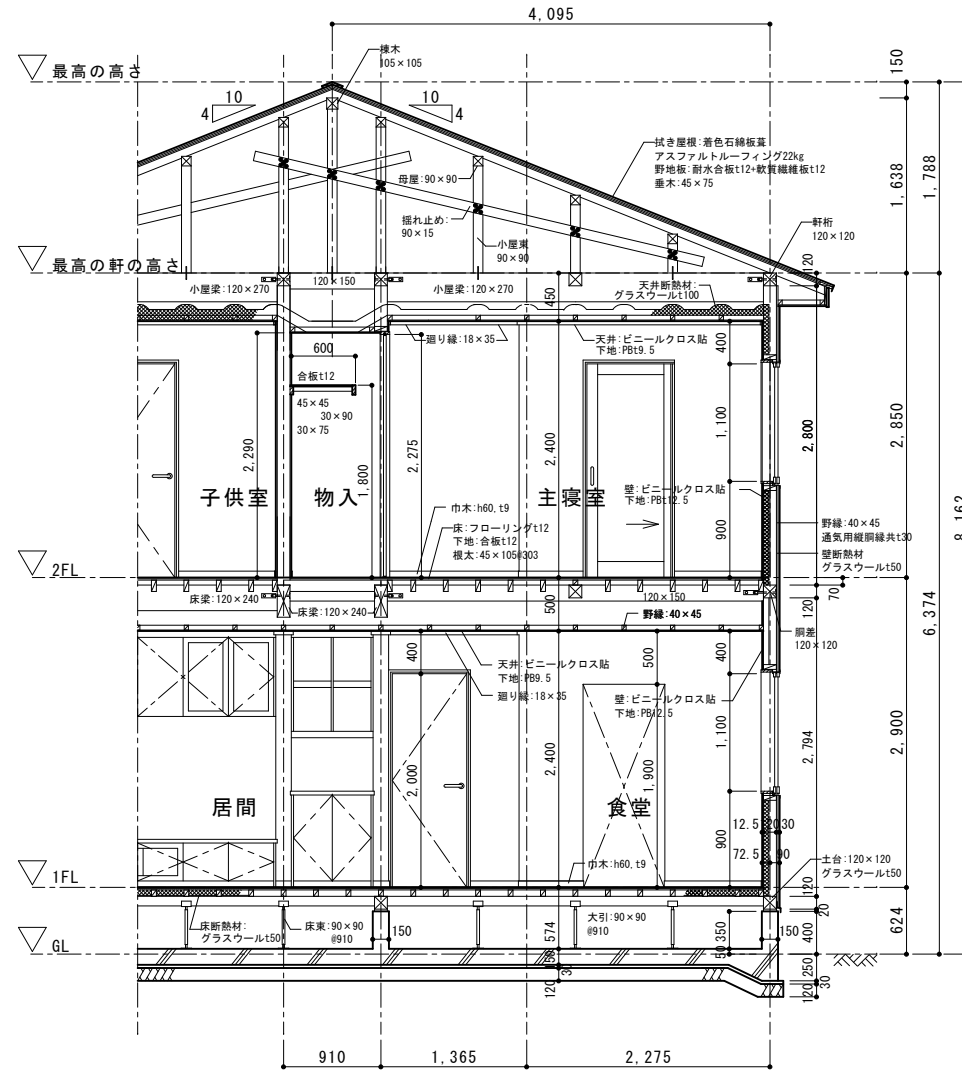 4,095
棟木
105×105
150
最高の高さ
10
4
10
4
拭き屋根:着色石綿板葺
アスファルトルーフィング22kg
野地板:耐水合板t12+軟質繊維板t12
垂木:45×75
母屋:90×90
揺れ止め:
90×15
小屋束
90×90
1,638
1,788
軒桁
120×120
最高の軒の高さ
120
小屋梁:120×270
120×150
小屋梁:120×270
450
天井断熱材:
グラスウールt100
廻り縁:18×35
天井:ビニールクロス貼
下地:PBt9.5
400
600
合板t12
45×45
30×90
30×75
2,290
1,800
2,275
2,400
1,100
2,800
2,850
子供室
物入
主寝室
壁:ビニールクロス貼
下地:PBt12.5
巾木:h60,t9
床:フローリングt12
下地:合板t12
根太:45×105@303
900
野縁:40×45
通気用縦胴縁共t30
壁断熱材
グラスウールt50
8,162
2FL
床梁:120×240
床梁:120×240
500
120×150
120
70
野縁:40×45
胴差
120×120
6,374
400
天井:ビニールクロス貼
下地:PB9.5
廻り縁:18×35
500
400
壁:ビニールクロス貼
下地:PBt12.5
2,000
2,400
1,900
1,100
2,794
2,900
居間
食堂
12.5
120
30
72.5
90
900
巾木:h60,t9
土台:120×120
グラスウールt50
1FL
120
20
床断熱材:
グラスウールt50
床束:90×90
@910
150
574
大引:90×90
@910
350
50
150
400
624
GL
150
30
120
250
30
120
910
1,365
2,275